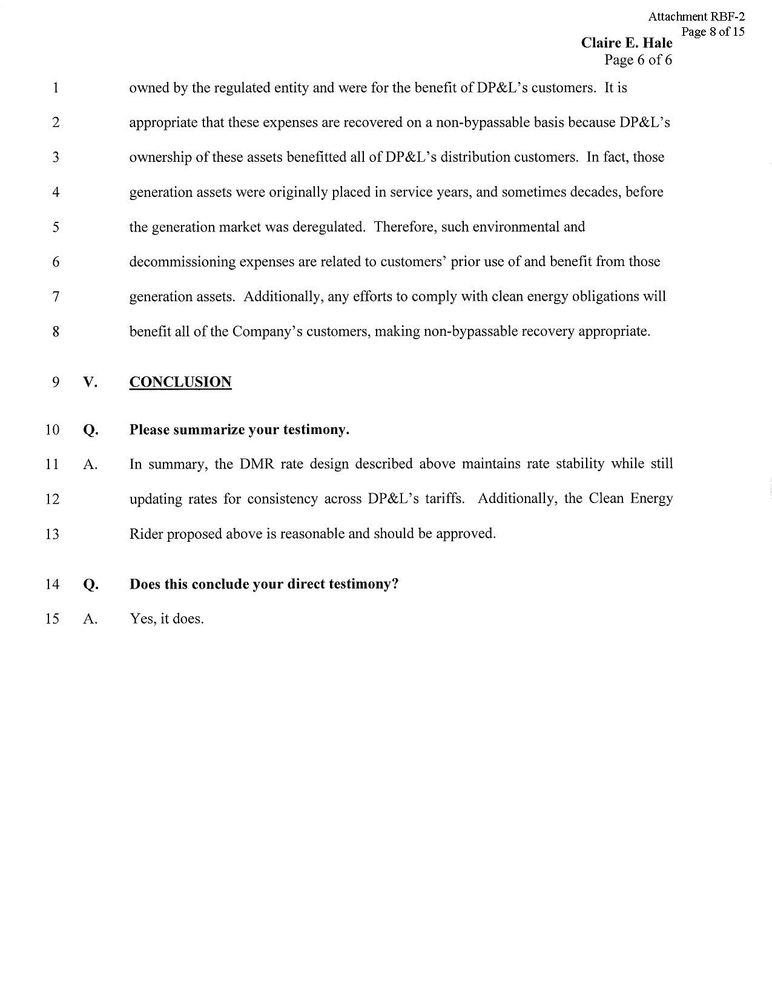 Attachment RBF-2
Page 8 of 15
Claire E. Hale
Page 6 of 6
1 owned by the regulated entity and were for the benefit of DP&L’s customers. It is
2 appropriate that these expenses are recovered on a non-bypassable basis because DP&L’s
3 ownership of these assets benefitted all of DP&L’s distribution customers. In fact, those
4 generation assets were originally placed in service years, and sometimes decades, before
5 the generation market was deregulated. Therefore, such environmental and
6 decommissioning expenses are related to customers’ prior use of and benefit from those
7 generation assets. Additionally, any efforts to comply with clean energy obligations will
8 benefit all of the Company’s customers, making non-bypassable recovery appropriate.
9 V. CONCLUSION
10 Q. Please summarize your testimony.
11 A. In summary, the DMR rate design described above maintains rate stability while still
12 updating rates for consistency across DP&L’s tariffs. Additionally, the Clean Energy
13 Rider proposed above is reasonable and should be approved.
14 Q. Does this conclude your direct testimony?
15 A. Yes, it does.